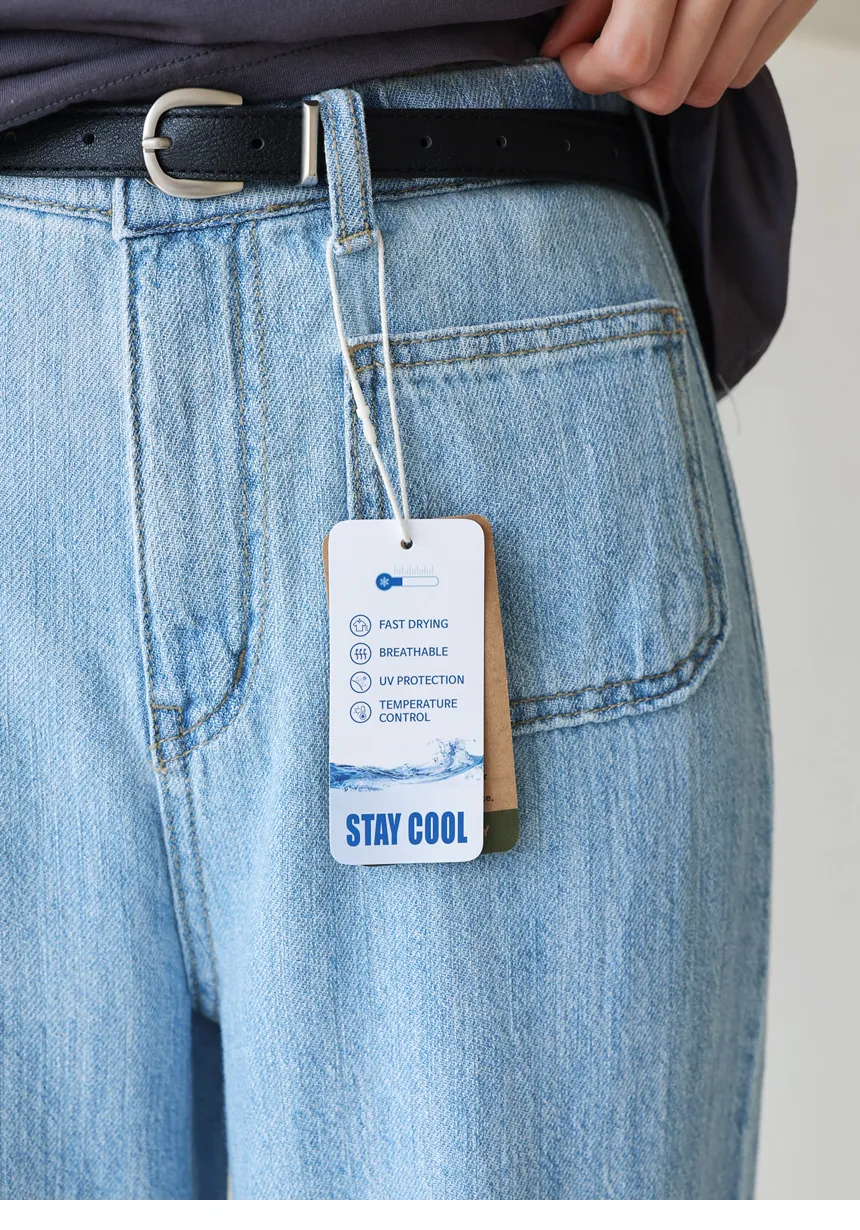 FAST DRYING
BREATHABLE
UV PROTECTION
TEMPERATURE
CONTROL
STAY COOL